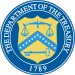 THE DEPARTMENT OF THE TREASURY
1789